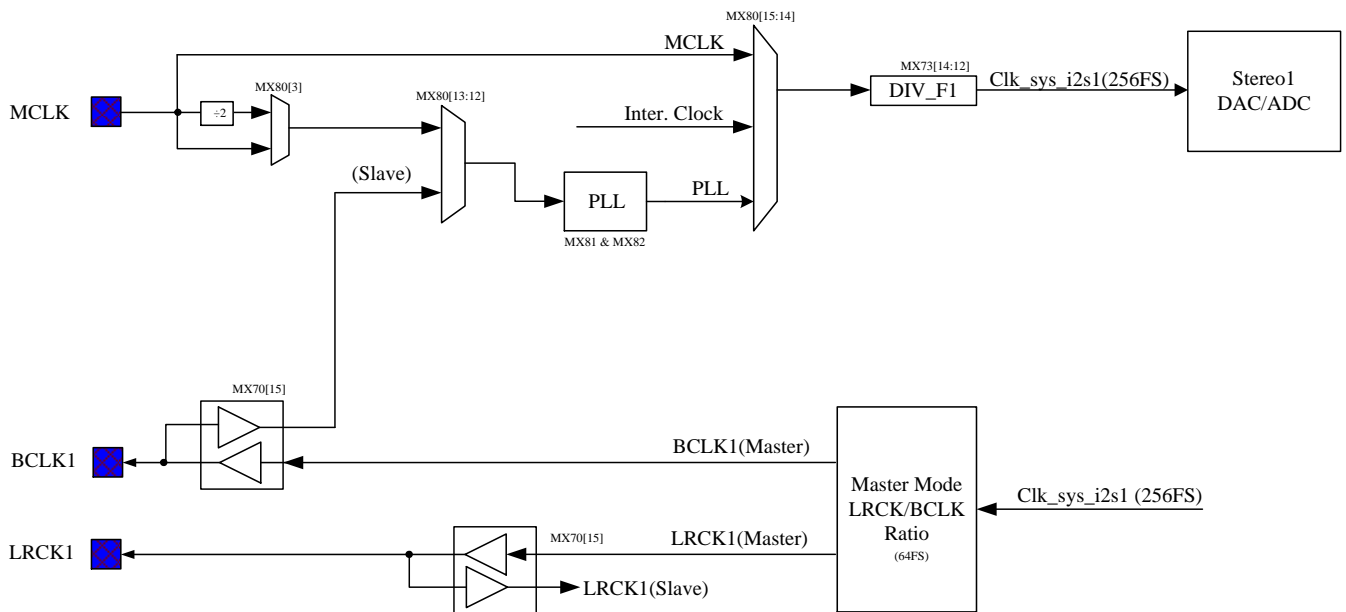 MX80[15:14]
MCLK
MX73[14:12]
MX80[3]
MX80[13:12]
DIV_F1
Clk_sys_i2s1(256FS)
Stereo1
DAC/ADC
MCLK
÷2
Inter. Clock
(Slave)
PLL
PLL
MX81 & MX82
MX70[15]
BCLK1
BCLK1(Master)
Master Mode
LRCK/BCLK
Ratio
(64FS)
Clk_sys_i2s1 (256FS)
LRCK1
MX70[15]
LRCK1(Master)
LRCK1(Slave)